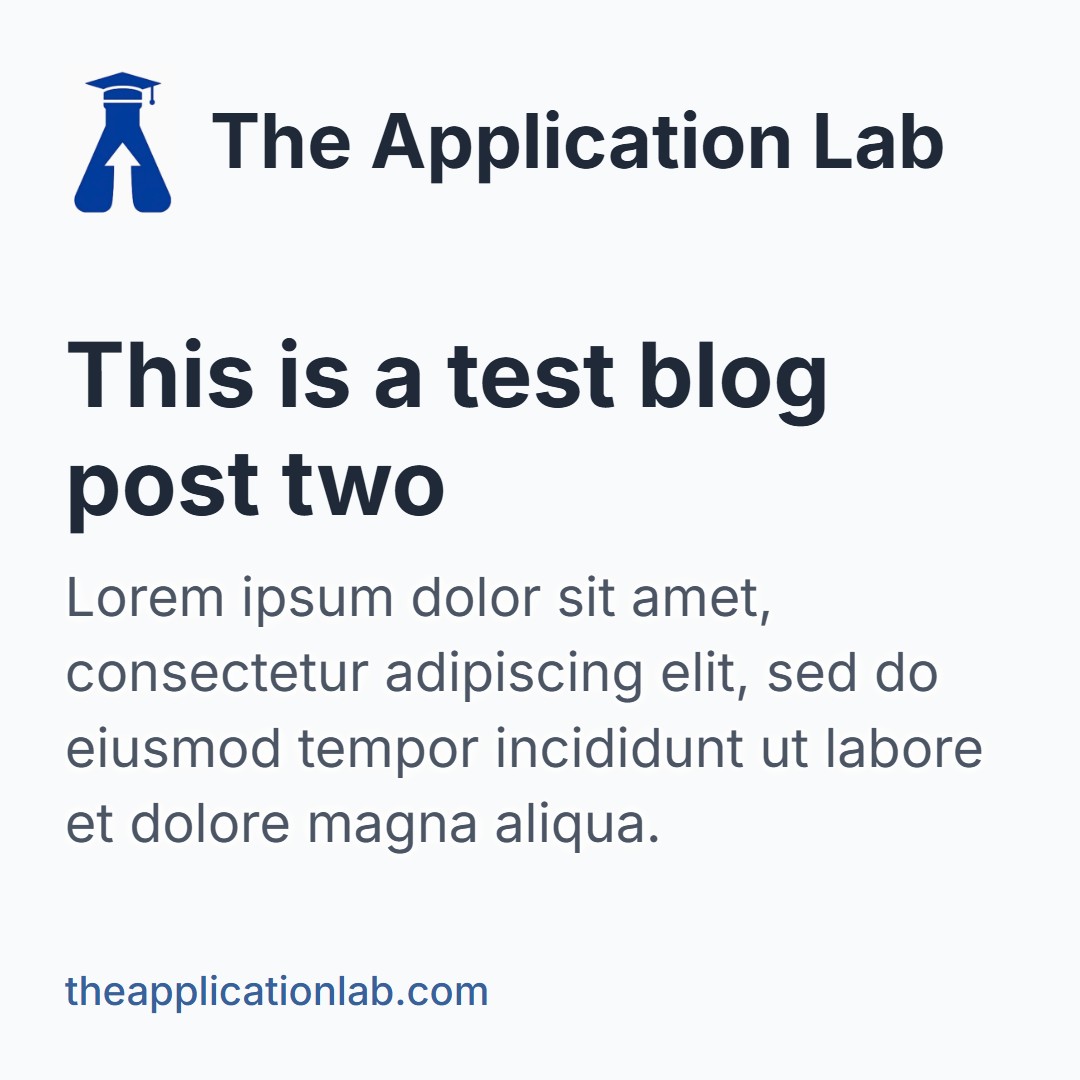 The Application Lab
This is a test blog
post two
Lorem ipsum dolor sit amet,
consectetur adipiscing elit, sed do
eiusmod tempor incididunt ut labore
et dolore magna aliqua.
theapplicationlab.com